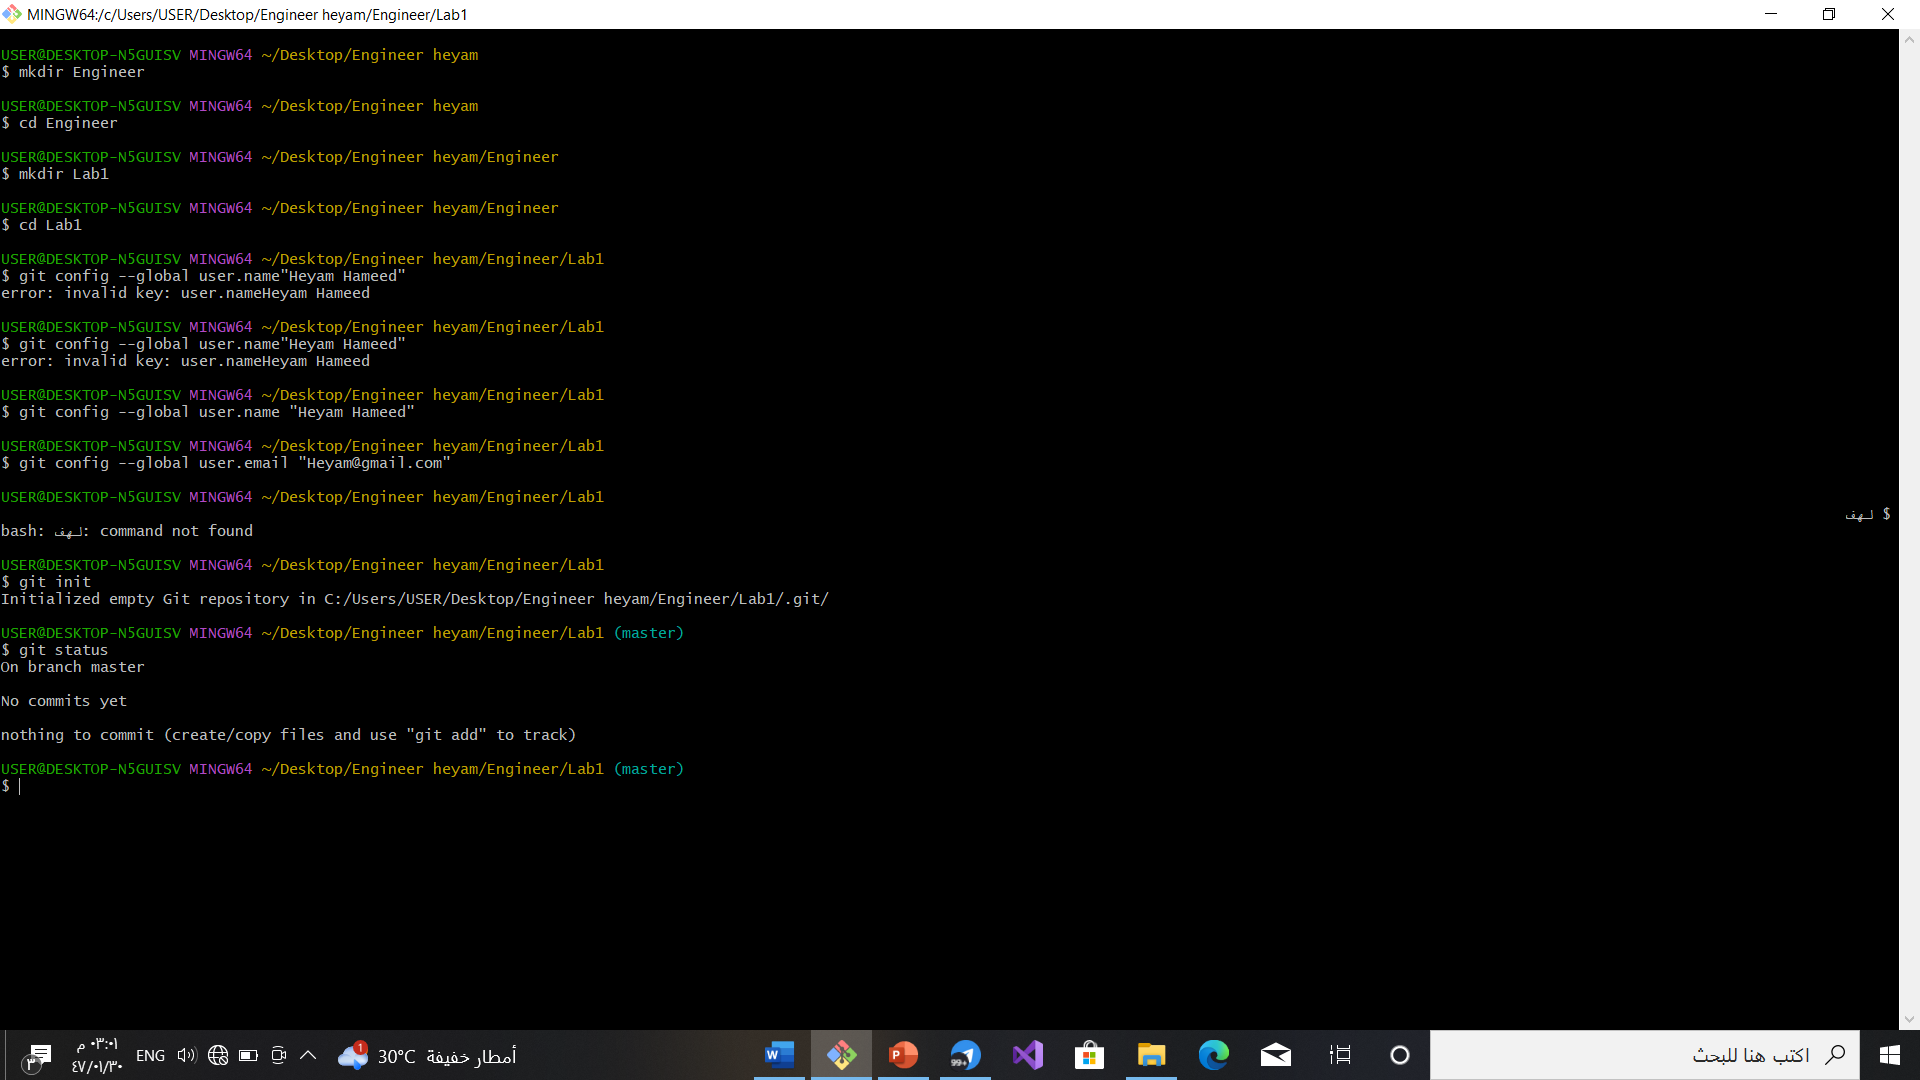 MINGW64:/c/Users/USER/Desktop/Engineer heyam/Engineer/Lab1
USER@DESKTOP-N5GUISV MINGW64 ~/Desktop/Engineer heyam
$ mkdir Engineer
USER@DESKTOP-N5GUISV MINGW64 ~/Desktop/Engineer heyam
$ cd Engineer
USER@DESKTOP-N5GUISV MINGW64 ~/Desktop/Engineer heyam/Engineer
$ mkdir Lab1
USER@DESKTOP-N5GUISV MINGW64 ~/Desktop/Engineer heyam/Engineer
$ cd Lab1
USER@DESKTOP-N5GUISV MINGW64 ~/Desktop/Engineer heyam/Engineer/Lab1
$ git config --global user.name"Heyam Hameed"
error: invalid key: user.nameHeyam Hameed
USER@DESKTOP-N5GUISV MINGW64 ~/Desktop/Engineer heyam/Engineer/Lab1
$ git config --global user.name"Heyam Hameed"
error: invalid key: user.nameHeyam Hameed
USER@DESKTOP-N5GUISV MINGW64 ~/Desktop/Engineer heyam/Engineer/Lab1
$ git config --global user.name "Heyam Hameed"
USER@DESKTOP-N5GUISV MINGW64 ~/Desktop/Engineer heyam/Engineer/Lab1
$ git config --global user.email "Heyam@gmail.com"
USER@DESKTOP-N5GUISV MINGW64 ~/Desktop/Engineer heyam/Engineer/Lab1
$ لهف
bash: لهف: command not found
USER@DESKTOP-N5GUISV MINGW64 ~/Desktop/Engineer heyam/Engineer/Lab1
$ git init
Initialized empty Git repository in C:/Users/USER/Desktop/Engineer heyam/Engineer/Lab1/.git/
USER@DESKTOP-N5GUISV MINGW64 ~/Desktop/Engineer heyam/Engineer/Lab1 (master)
$ git status
On branch master
No commits yet
nothing to commit (create/copy files and use "git add" to track)
USER@DESKTOP-N5GUISV MINGW64 ~/Desktop/Engineer heyam/Engineer/Lab1 (master)
$
اكتب هنا للبحث
99+
P
W
أمطار خفيفة 30°C
1
ENG
٠٣:٠١ م
٤٧/٠١/٣٠
٣